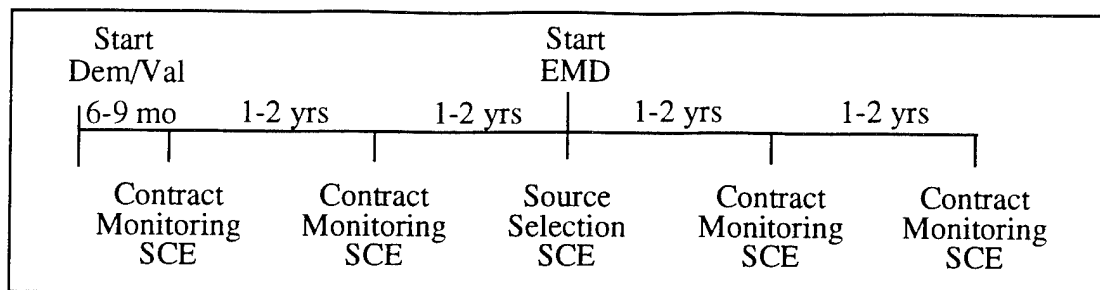 Start
Dem/Val
Start
EMD
6-9 mo 1-2 yrs 1-2 yrs 1-2 yrs 1-2 yrs
Contract
Monitoring
SCE
Contract
Monitoring
SCE
Source
Selection
SCE
Contract
Monitoring
SCE
Contract
Monitoring
SCE